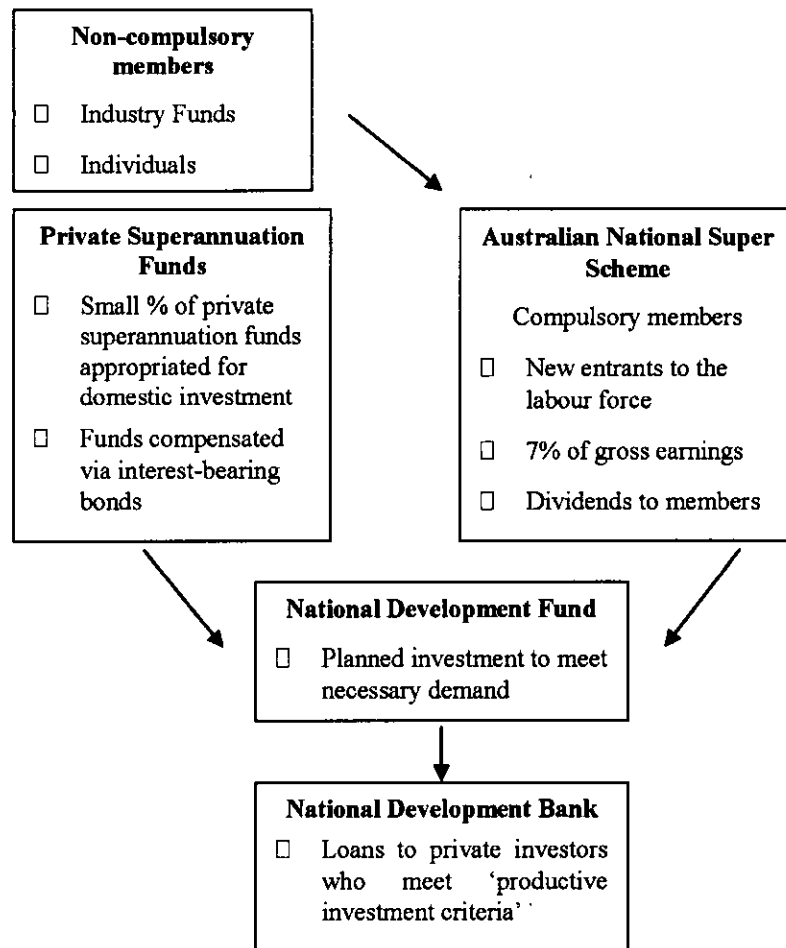 Non-compulsory
members
□ Industry Funds
□ Individuals
Private Superannuation
Funds
□ Small % of private
superannuation funds
appropriated for
domestic investment
□ Funds compensated
via interest-bearing
bonds
Australian National Super
Scheme
Compulsory members
□ New entrants to the
labour force
□ 7% of gross earnings
□ Dividends to members
National Development Fund
□ Planned investment to meet
necessary demand
National Development Bank
□ Loans to private investors
who meet ‘productive
investment criteria’